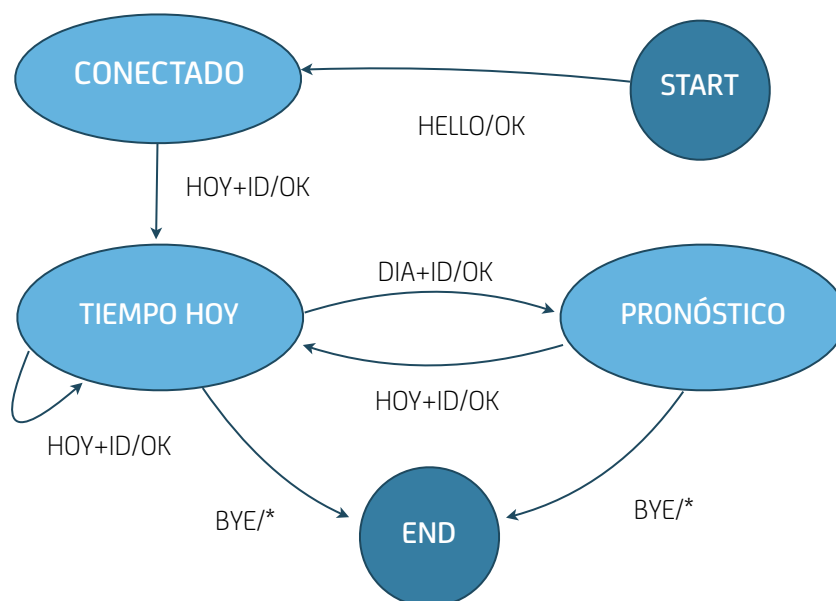 CONECTADO
START
HELLO/OK
HOY+ID/OK
DIA+ID/OK
TIEMPO HOY
PRONÓSTICO
HOY+ID/OK
HOY+ID/OK
BYE/*
END
BYE/*